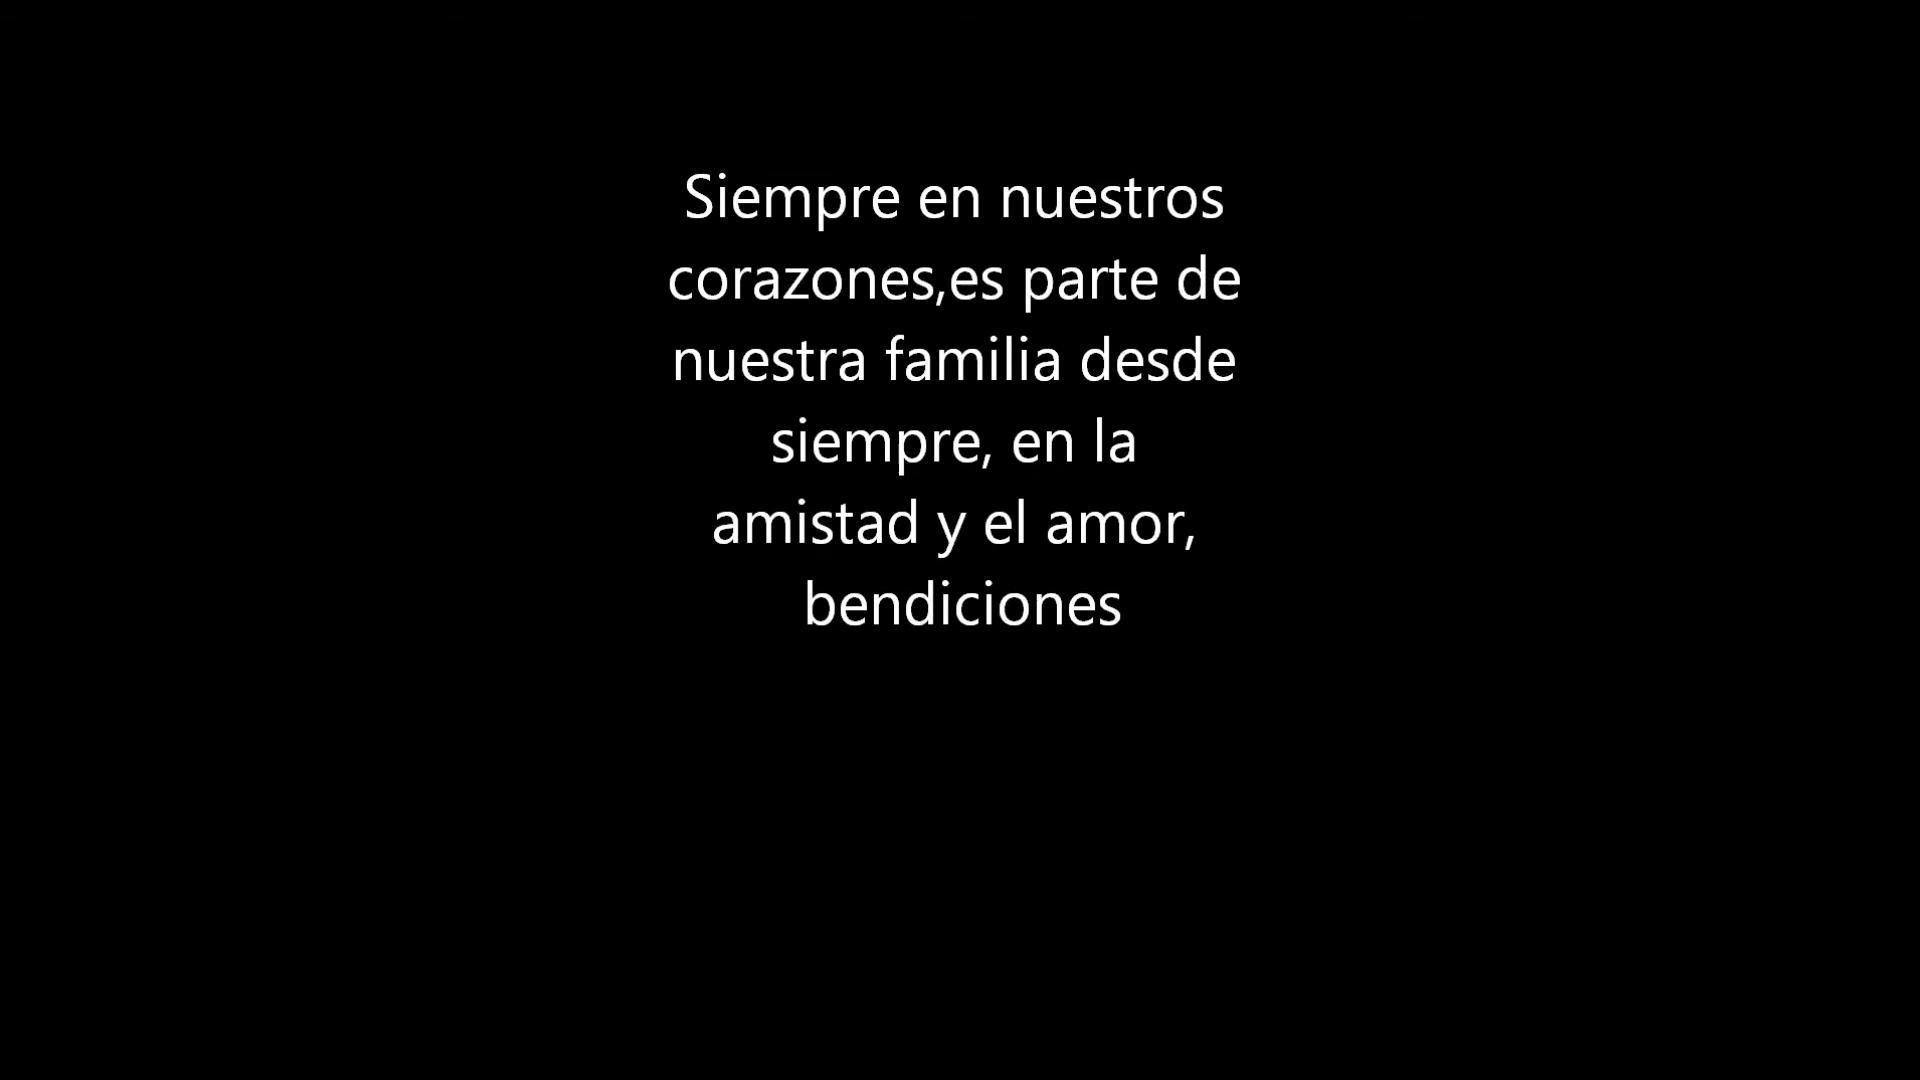 Siempre en nuestros
corazones,es parte de
nuestra familia desde
siempre, en la
amistad y el amor,
bendiciones